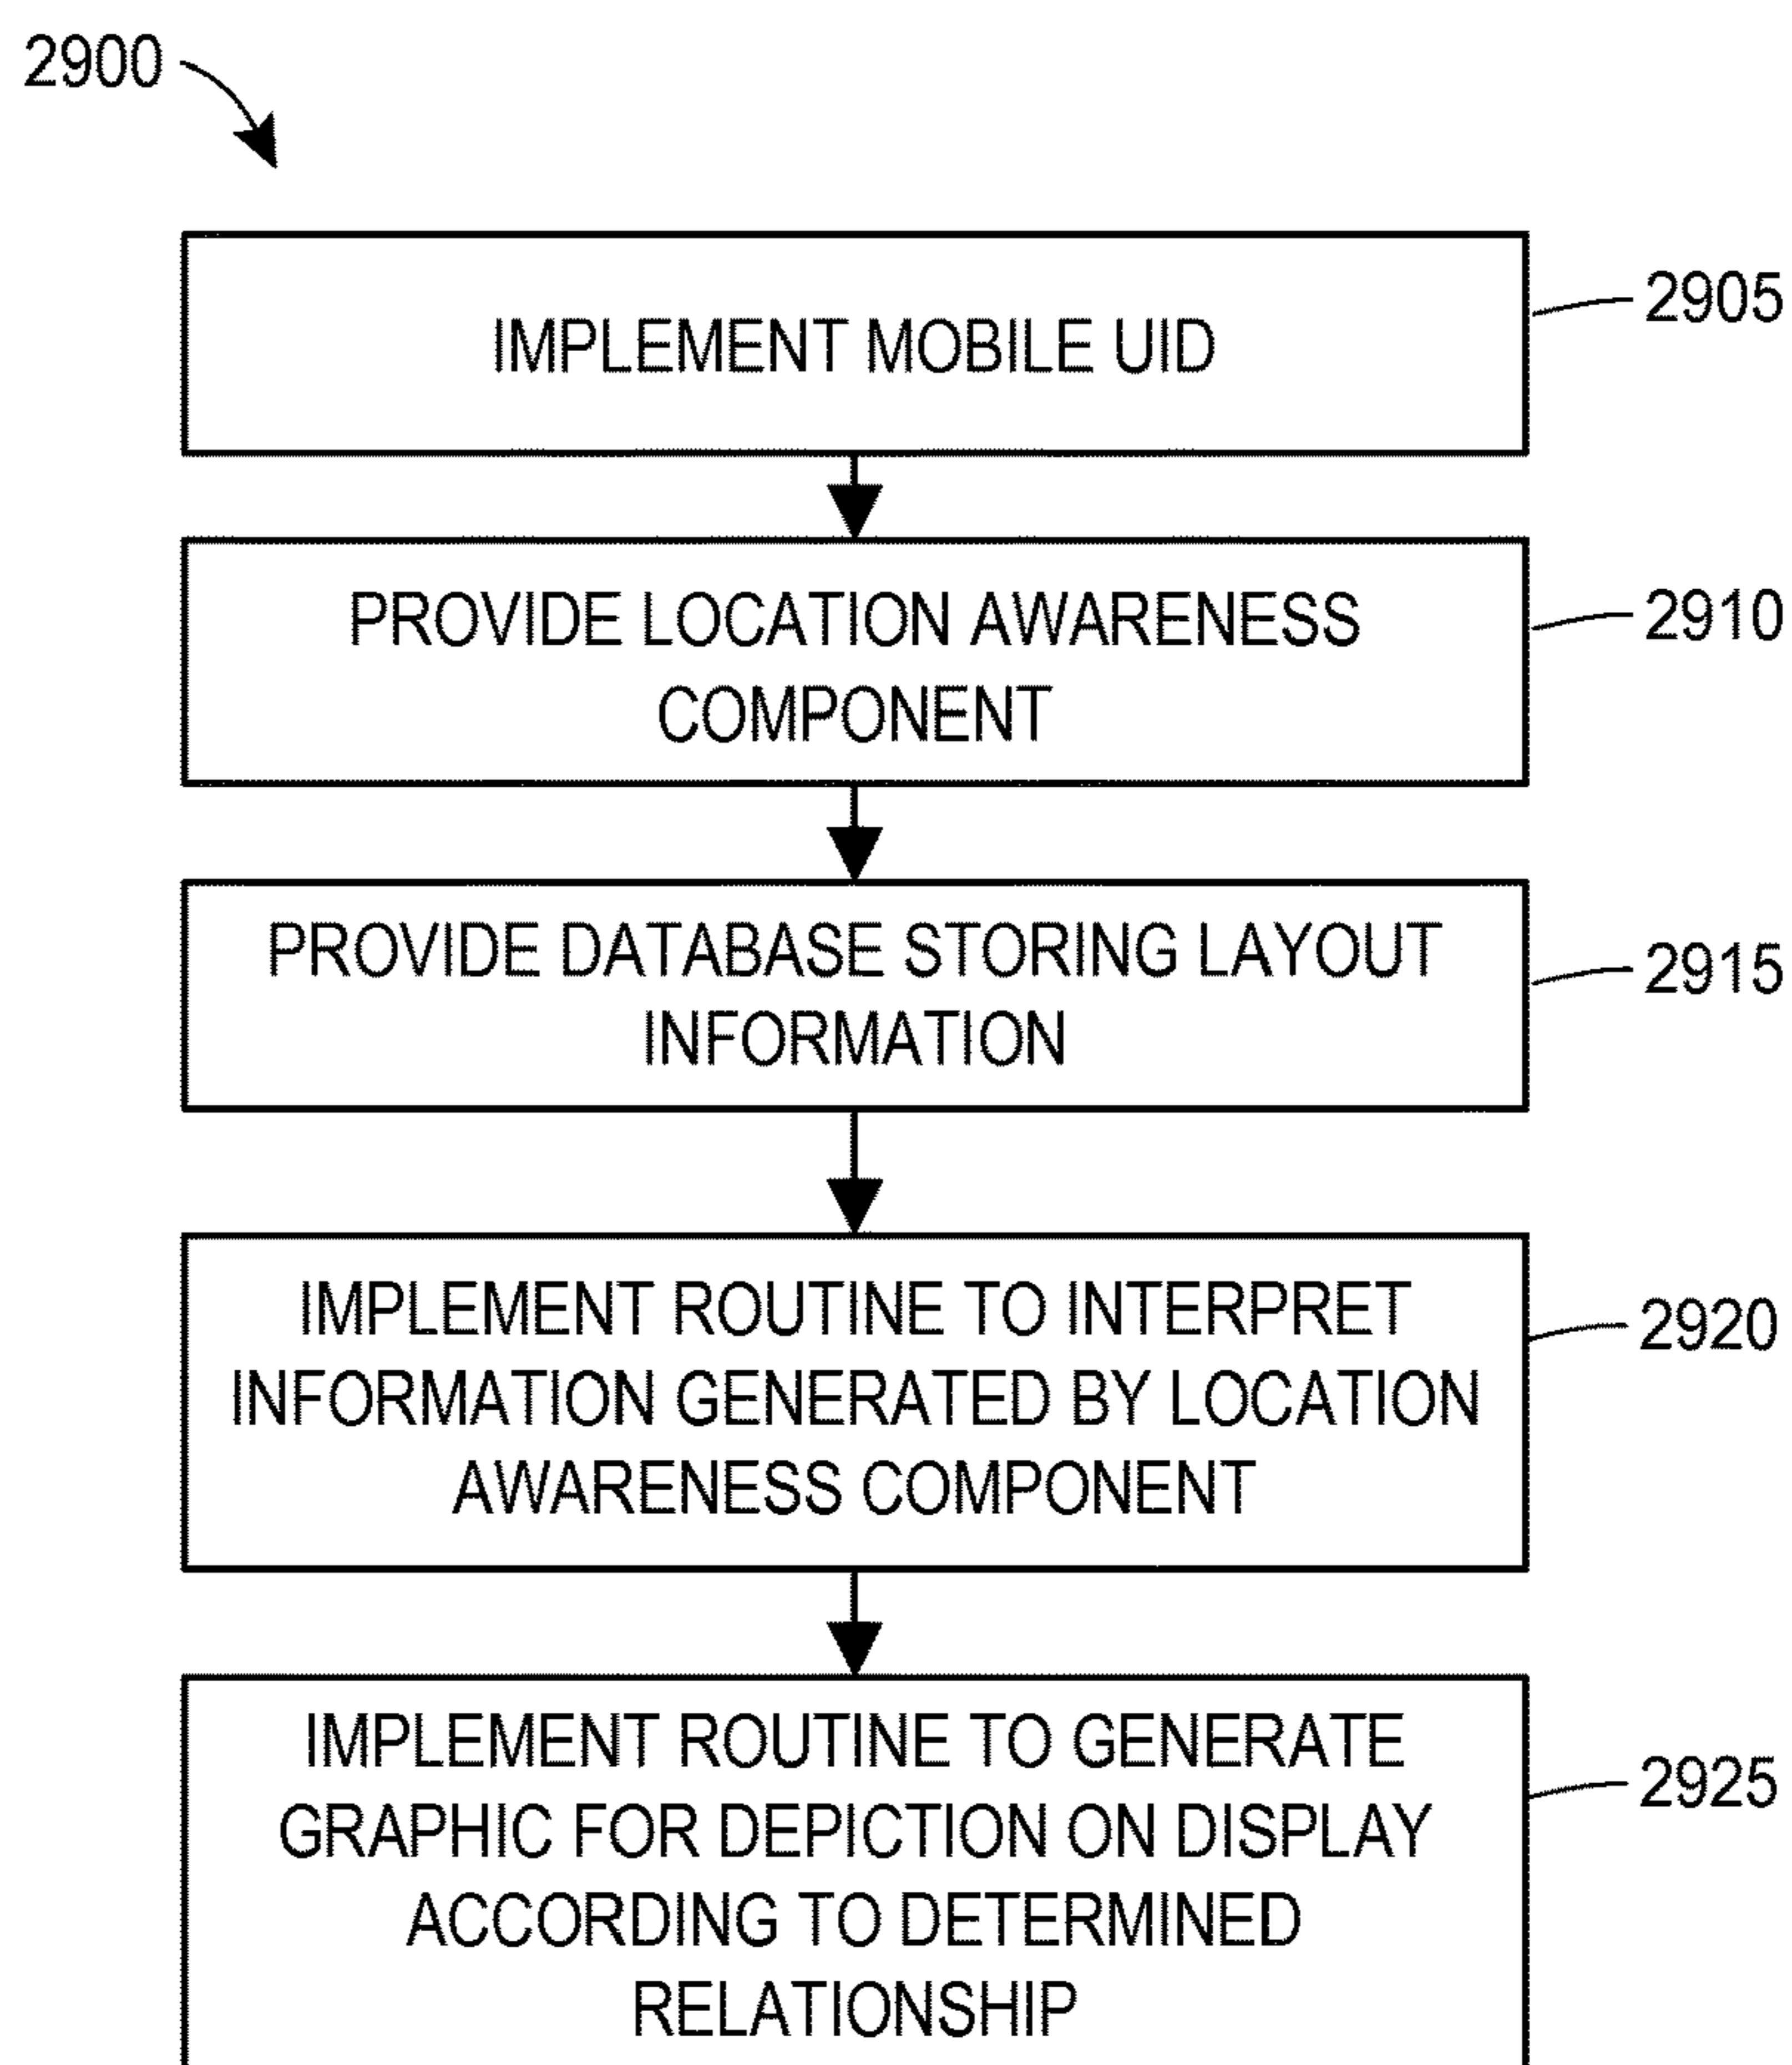 2900
IMPLEMENT MOBILE UID
2905
PROVIDE LOCATION AWARENESS
COMPONENT
2910
PROVIDE DATABASE STORING LAYOUT
INFORMATION
2915
IMPLEMENT ROUTINE TO INTERPRET
INFORMATION GENERATED BY LOCATION
AWARENESS COMPONENT
2920
IMPLEMENT ROUTINE TO GENERATE
GRAPHIC FOR DEPICTION ON DISPLAY
ACCORDING TO DETERMINED
RELATIONSHIP
2925